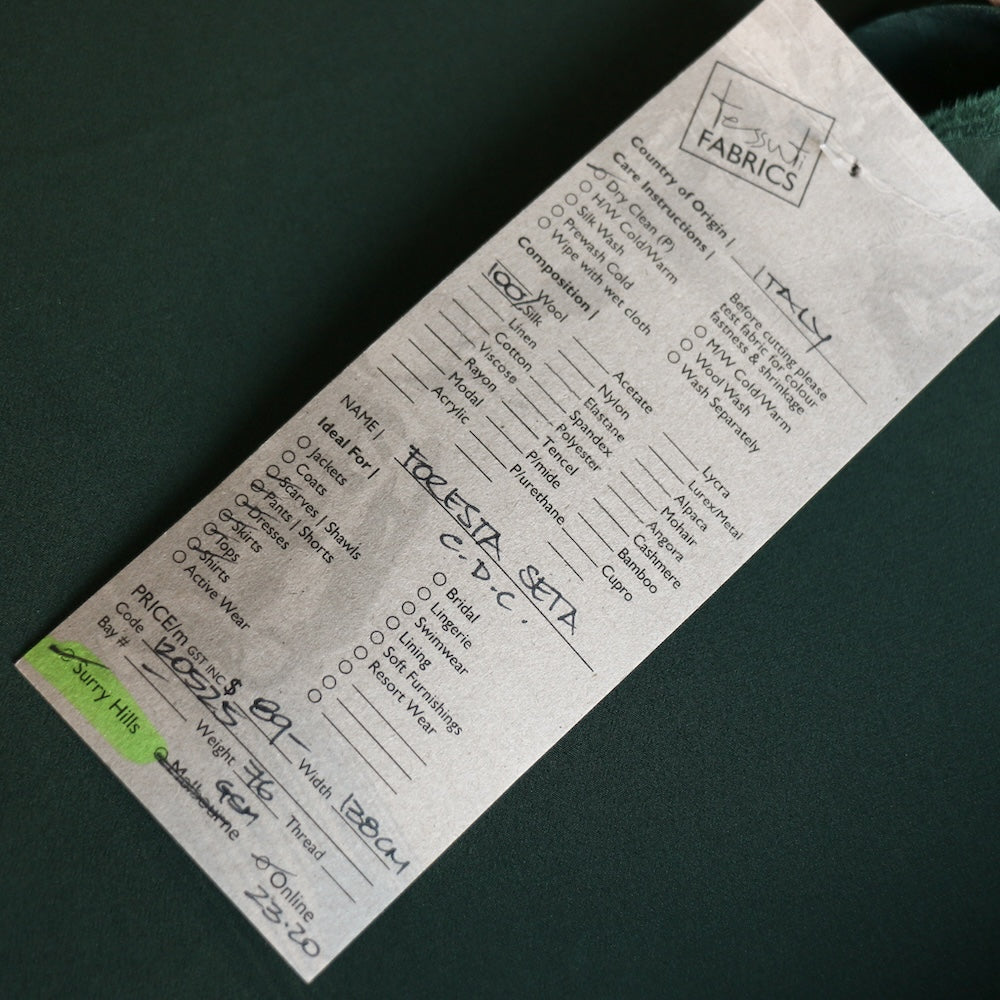 tessuti
FABRICS
Country of Origin | ITALY
Care Instructions |
Dry Clean (P)
H/W Cold/Warm
Silk Wash
Prewash Cold
Wipe with wet cloth
Before cutting please
test fabric for colour
fastness & shrinkage
M/W Cold/Warm
Wool Wash
Wash Separately
Composition |
Wool
100% Silk
Linen
Cotton
Viscose
Rayon
Modal
Acrylic
Acetate
Nylon
Elastane
Spandex
Polyester
Tencel
P/mide
P/urethane
Lycra
Lurex/Metal
Alpaca
Mohair
Angora
Cashmere
Bamboo
Cupro
NAME | FORESTA SETA
C.D.C.
Ideal For |
Jackets
Coats
Scarves | Shawls
Pants | Shorts
Dresses
Skirts
Tops
Shirts
Active Wear
Bridal
Lingerie
Swimwear
Lining
Soft Furnishings
Resort Wear
PRICE/m GST INC $ 89-
Code 120525
Width 138CM
Bay #
Weight 76
GSM
Thread
Surry Hills
Melbourne
Online
23.20